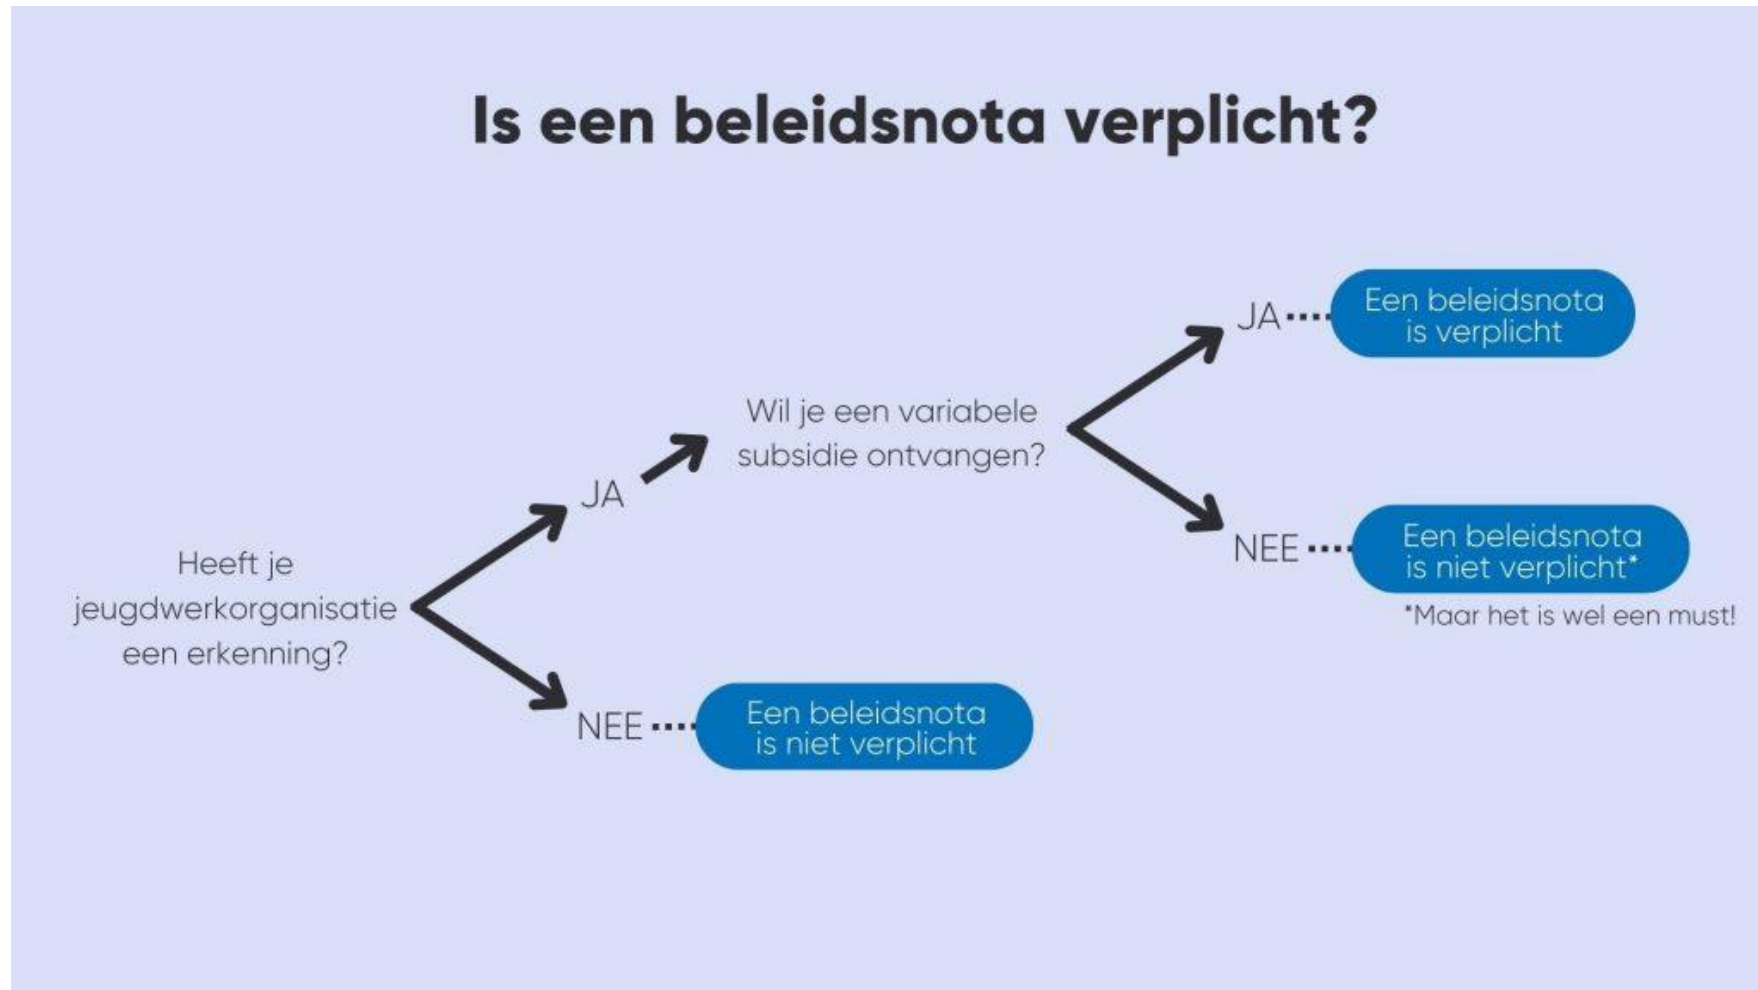 Is een beleidsnota verplicht?
Heeft je
jeugdwerkorganisatie
een erkenning?
JA
Wil je een variabele
subsidie ontvangen?
JA
Een beleidsnota
is verplicht
NEE
Een beleidsnota
is niet verplicht*
*Maar het is wel een must!
NEE
Een beleidsnota
is niet verplicht